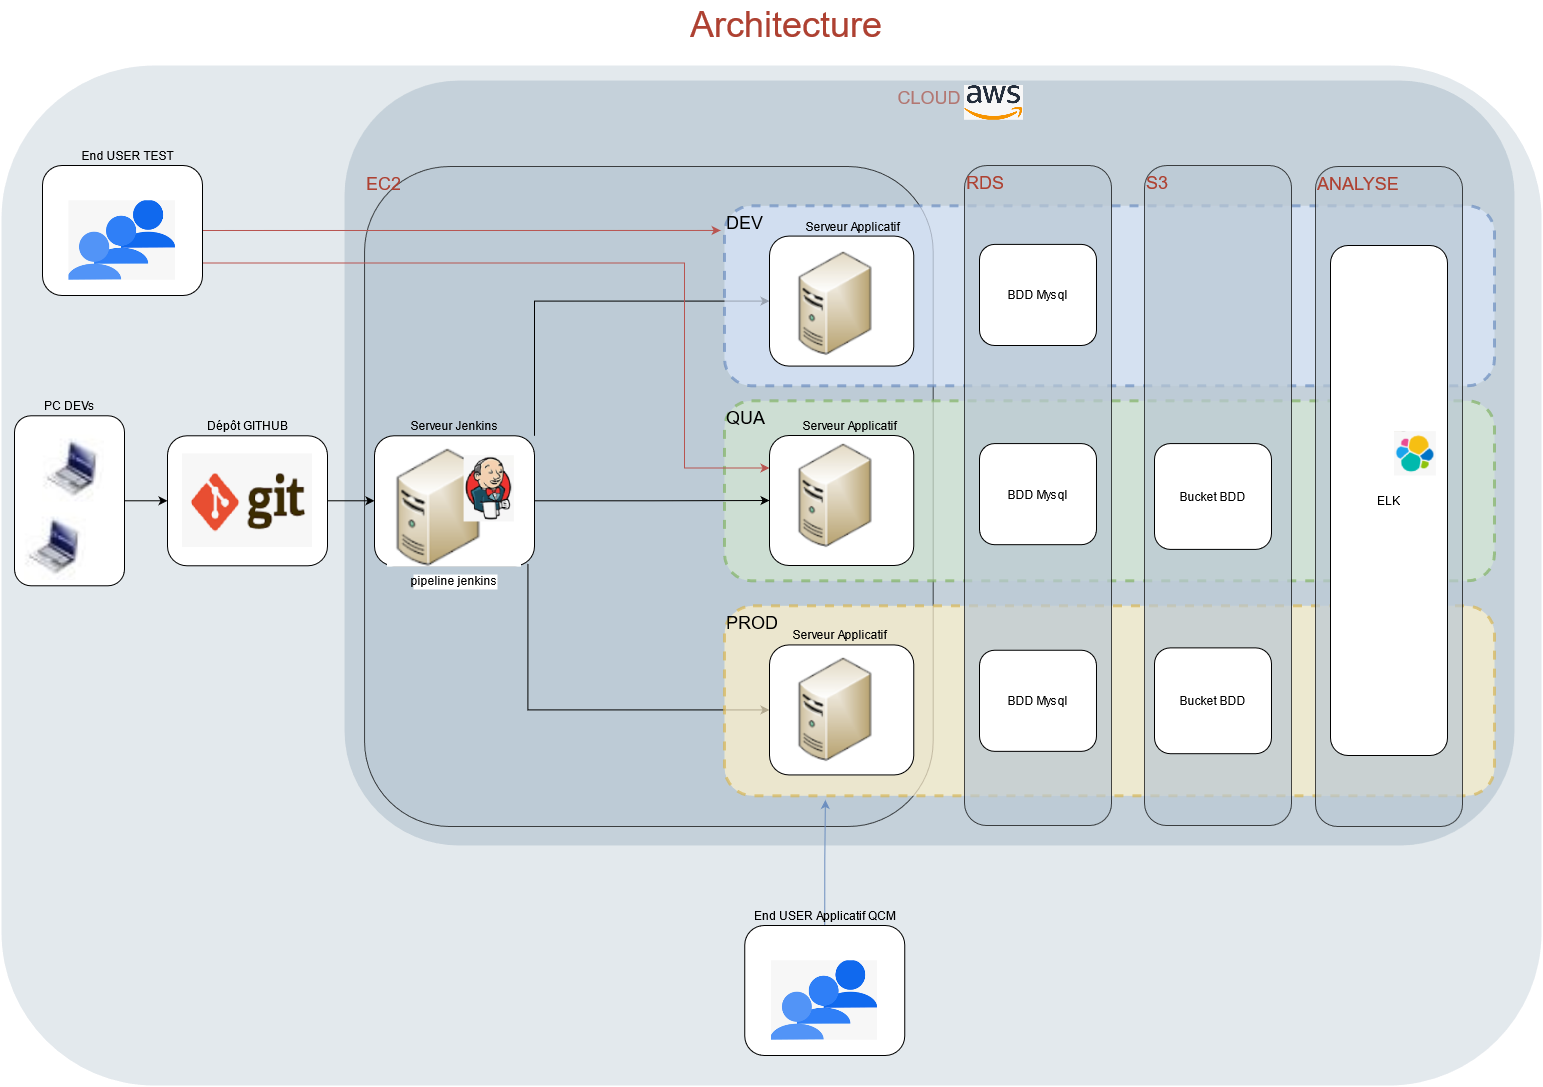 Architecture
CLOUD aws
End USER TEST
EC2
RDS
S3
ANALYSE
DEV
Serveur Applicatif
BDD Mysql
PC DEVs
Dépôt GITHUB
git
Serveur Jenkins
pipeline jenkins
QUA
Serveur Applicatif
BDD Mysql
Bucket BDD
ELK
PROD
Serveur Applicatif
BDD Mysql
Bucket BDD
End USER Applicatif QCM